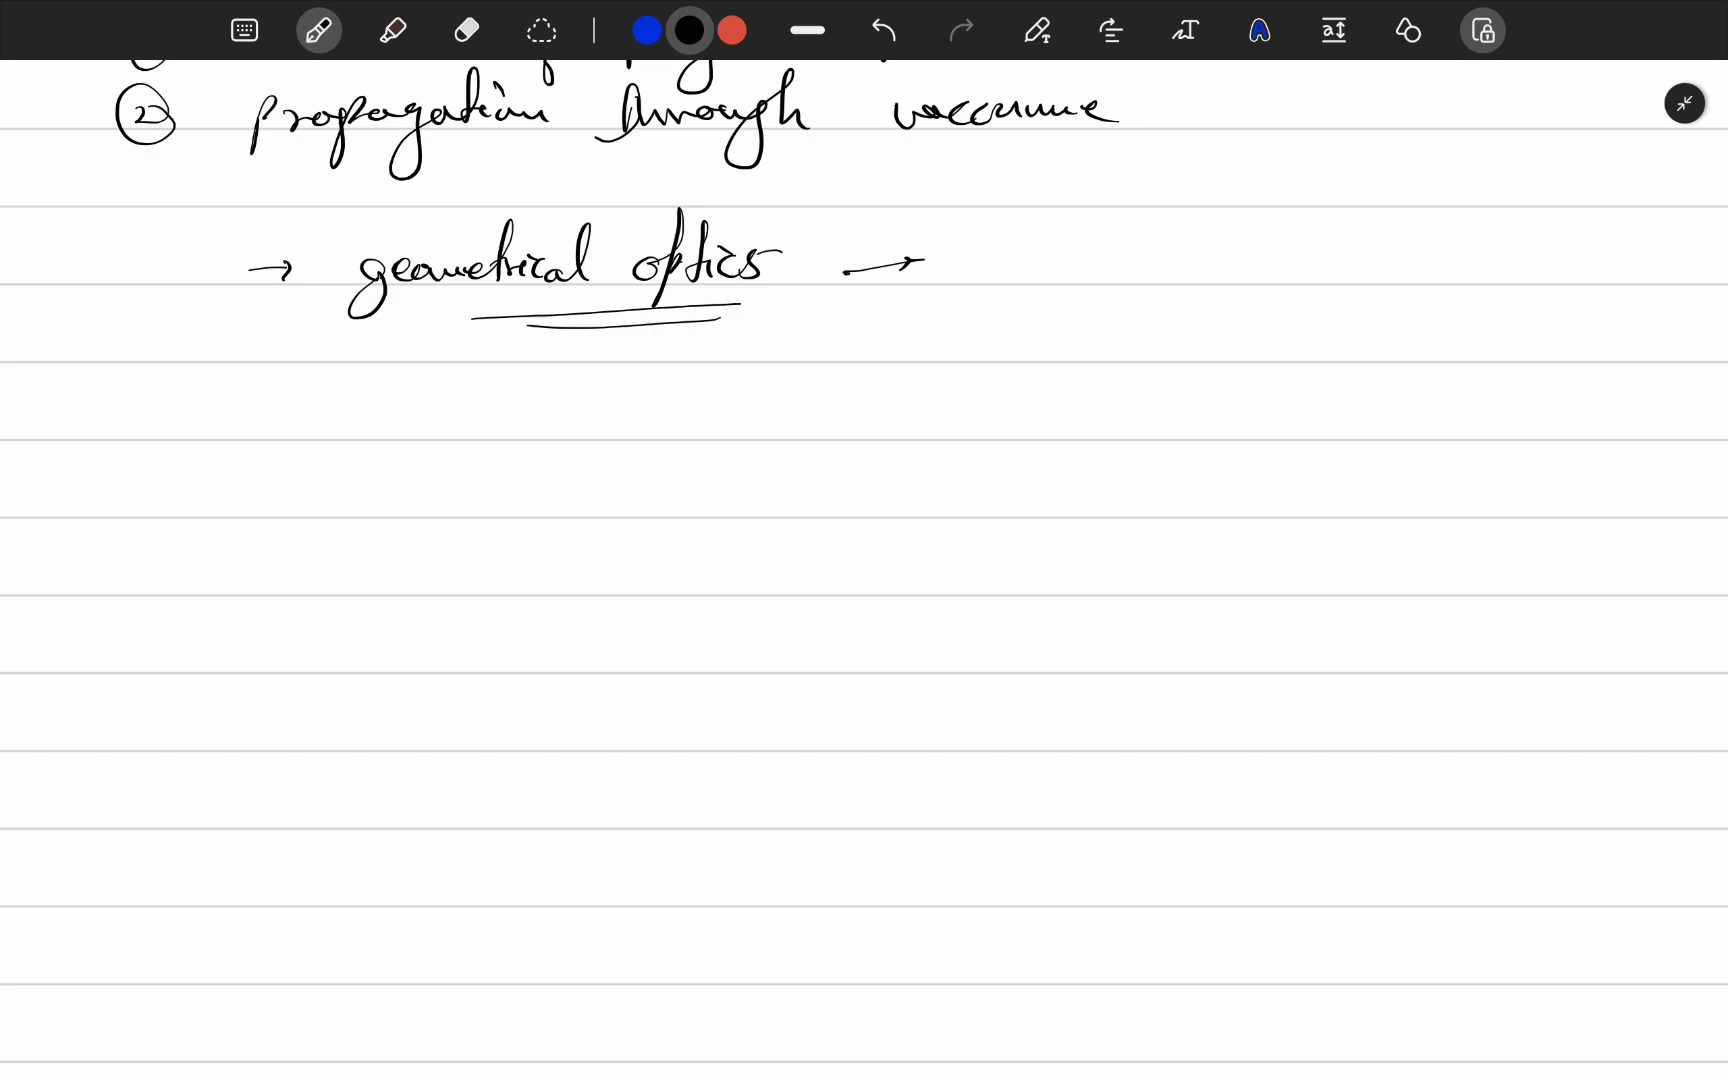 ② propagation through vaccume
→ geometrical optics →